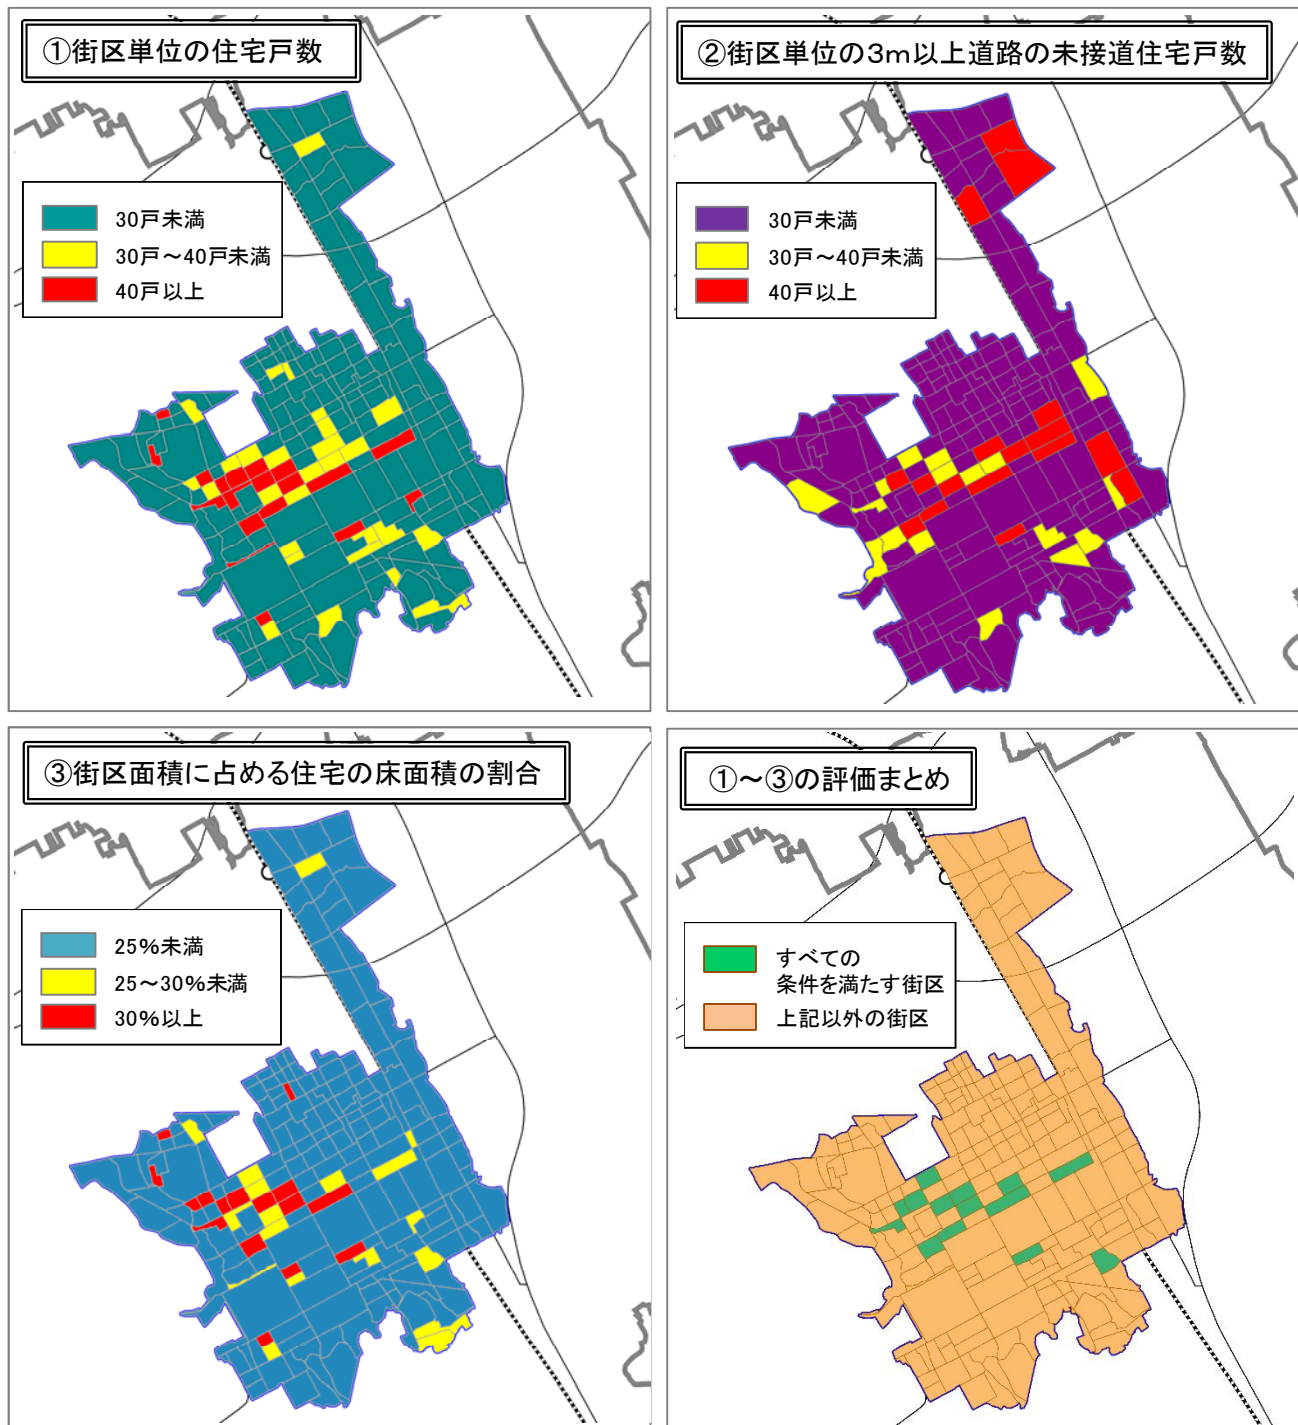 ①街区単位の住宅戸数
30戸未満
30戸～40戸未満
40戸以上
②街区単位の3m以上道路の未接道住宅戸数
30戸未満
30戸～40戸未満
40戸以上
③街区面積に占める住宅の床面積の割合
25%未満
25～30%未満
30%以上
①～③の評価まとめ
すべての
条件を満たす街区
上記以外の街区